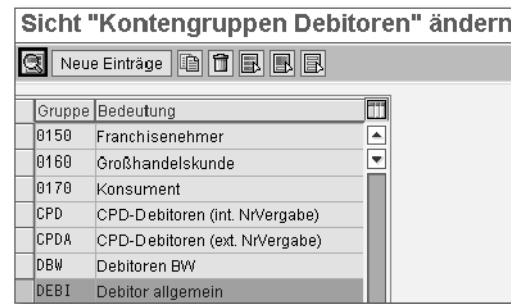 Sicht "Kontengruppen Debitoren" ändern
Neue Einträge
Gruppe Bedeutung
0150 Franchisenehmer
0160 Großhandelskunde
0170 Konsument
CPD CPD-Debitoren (int. NrVergabe)
CPDA CPD-Debitoren (ext. NrVergabe)
DBW Debitoren BW
DEBI Debitor allgemein